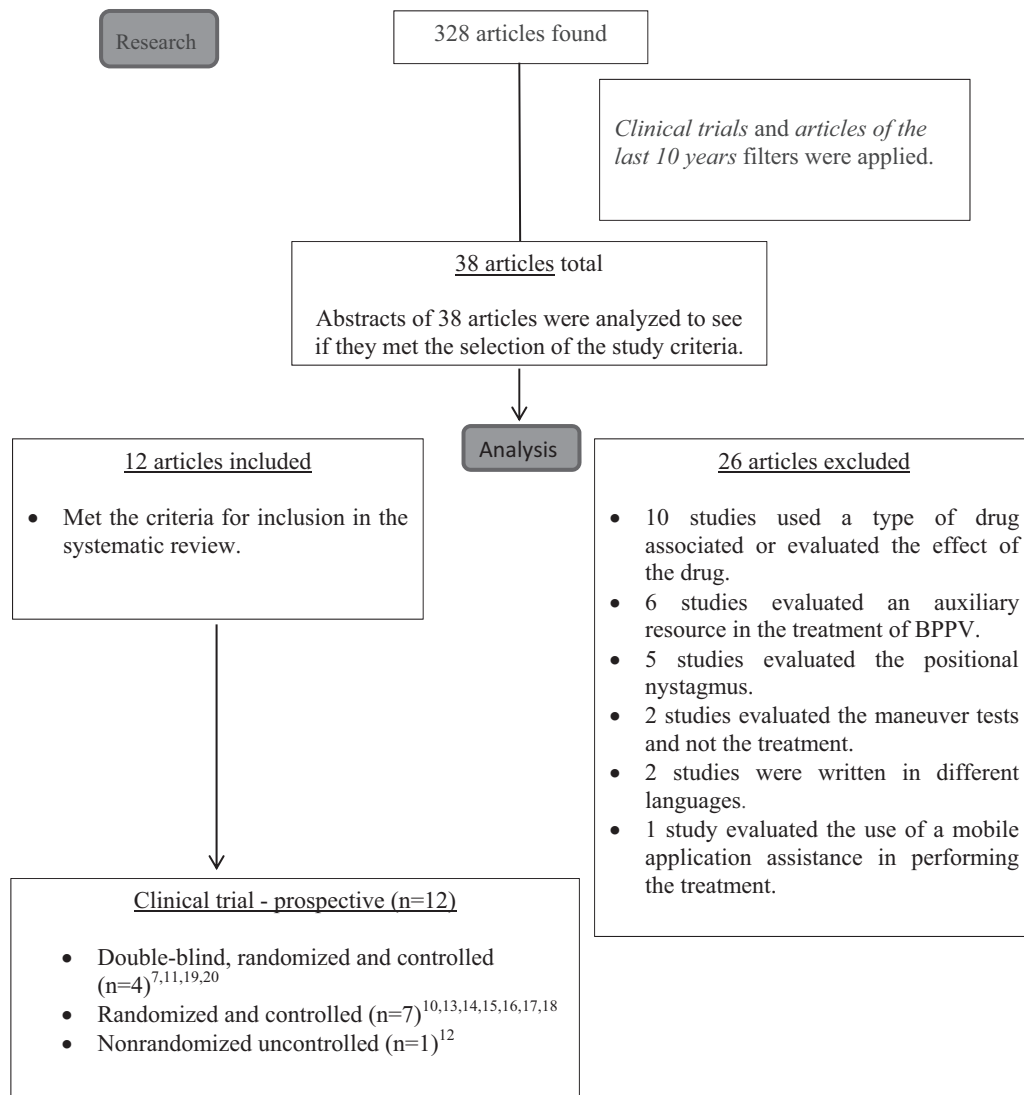 Research
328 articles found
Clinical trials and articles of the
last 10 years filters were applied.
38 articles total
Abstracts of 38 articles were analyzed to see
if they met the selection of the study criteria.
Analysis
12 articles included
• Met the criteria for inclusion in the
systematic review.
26 articles excluded
• 10 studies used a type of drug
associated or evaluated the effect of
the drug.
• 6 studies evaluated an auxiliary
resource in the treatment of BPPV.
• 5 studies evaluated the positional
nystagmus.
• 2 studies evaluated the maneuver tests
and not the treatment.
• 2 studies were written in different
languages.
• 1 study evaluated the use of a mobile
application assistance in performing
the treatment.
Clinical trial - prospective (n=12)
• Double-blind, randomized and controlled
(n=4)7,11,19,20
• Randomized and controlled (n=7)10,13,14,15,16,17,18
• Nonrandomized uncontrolled (n=1)12